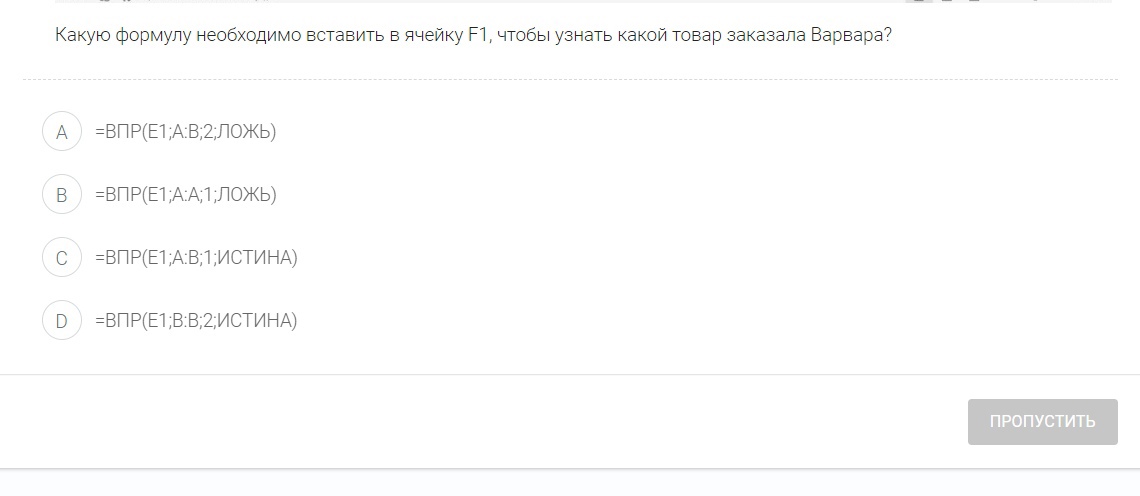 Какую формулу необходимо вставить в ячейку F1, чтобы узнать какой товар заказала Варвара?
A =ВПР(E1;A:B;2;ЛОЖЬ)
B =ВПР(E1;A:A;1;ЛОЖЬ)
C =ВПР(E1;A:B;1;ИСТИНА)
D =ВПР(E1;B:B;2;ИСТИНА)
ПРОПУСТИТЬ